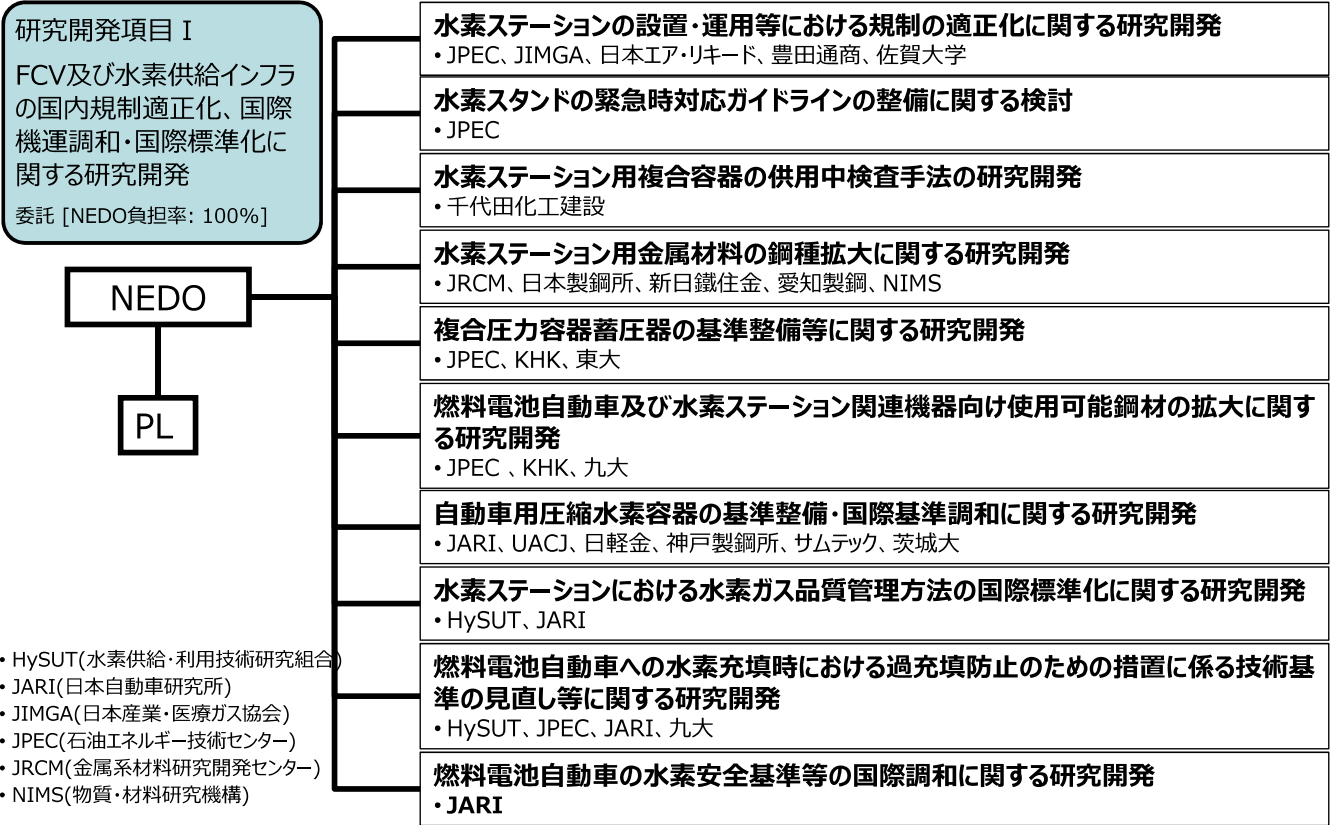 研究開発項目 I
FCV及び水素供給インフラ
の国内規制適正化、国際
機運調和・国際標準化に
関する研究開発
委託 [NEDO負担率: 100%]
NEDO
PL
水素ステーションの設置・運用等における規制の適正化に関する研究開発
• JPEC、JIMGA、日本エア・リキード、豊田通商、佐賀大学
水素スタンドの緊急時対応ガイドラインの整備に関する検討
• JPEC
水素ステーション用複合容器の供用中検査手法の研究開発
• 千代田化工建設
水素ステーション用金属材料の鋼種拡大に関する研究開発
• JRCM、日本製鋼所、新日鐵住金、愛知製鋼、NIMS
複合圧力容器蓄圧器の基準整備等に関する研究開発
• JPEC、KHK、東大
燃料電池自動車及び水素ステーション関連機器向け使用可能鋼材の拡大に関す
る研究開発
• JPEC 、KHK、九大
自動車用圧縮水素容器の基準整備・国際基準調和に関する研究開発
• JARI、UACJ、日軽金、神戸製鋼所、サムテック、茨城大
水素ステーションにおける水素ガス品質管理方法の国際標準化に関する研究開発
• HySUT、JARI
燃料電池自動車への水素充填時における過充填防止のための措置に係る技術基
準の見直し等に関する研究開発
• HySUT、JPEC、JARI、九大
燃料電池自動車の水素安全基準等の国際調和に関する研究開発
• JARI
• HySUT(水素供給・利用技術研究組合)
• JARI(日本自動車研究所)
• JIMGA(日本産業・医療ガス協会)
• JPEC(石油エネルギー技術センター)
• JRCM(金属系材料研究開発センター)
• NIMS(物質・材料研究機構)